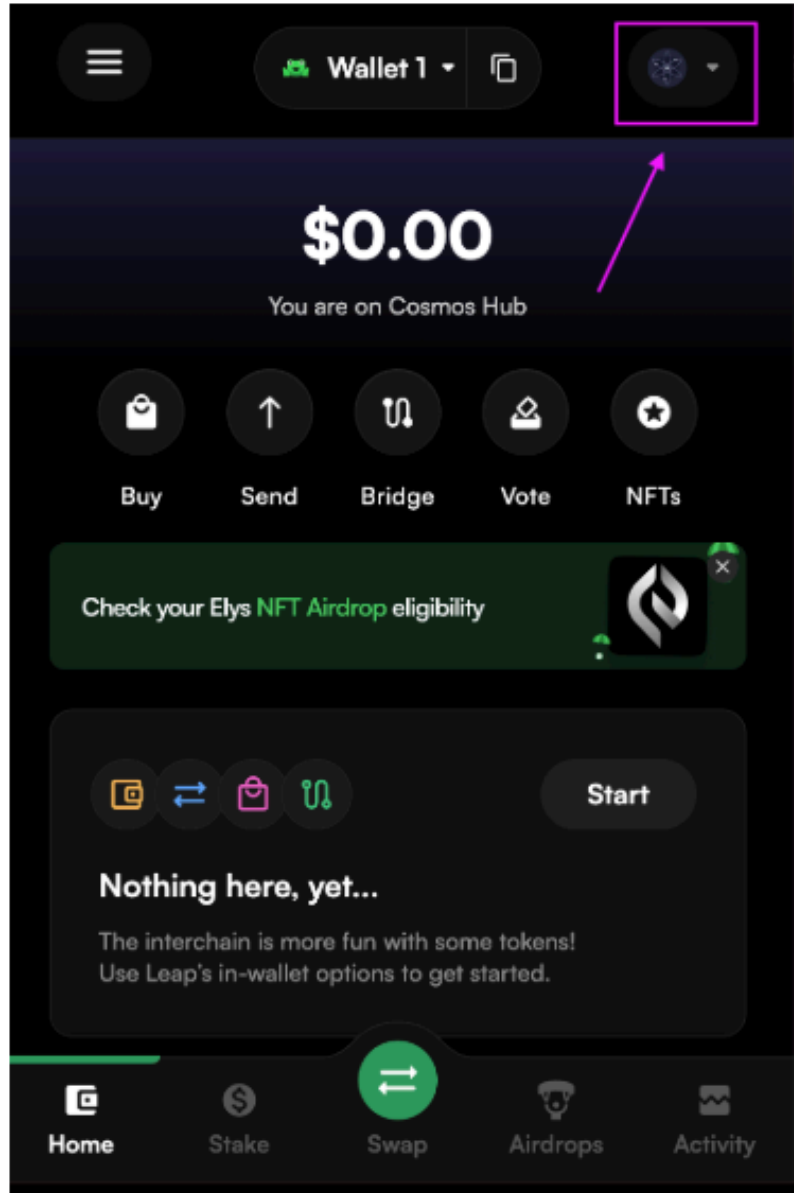 Wallet 1
$0.00
You are on Cosmos Hub
Buy Send Bridge Vote NFTs
Check your Elys NFT Airdrop eligibility
Start
Nothing here, yet...
The interchain is more fun with some tokens!
Use Leap's in-wallet options to get started.
Home Stake Swap Airdrops Activity